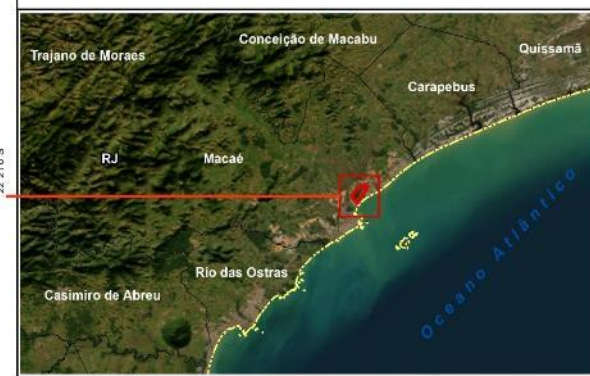 Conceição de Macabu
Quissamã
Trajano de Moraes
Carapebus
RJ
Macaé
Rio das Ostras
Casimiro de Abreu
Oceano Atlântico